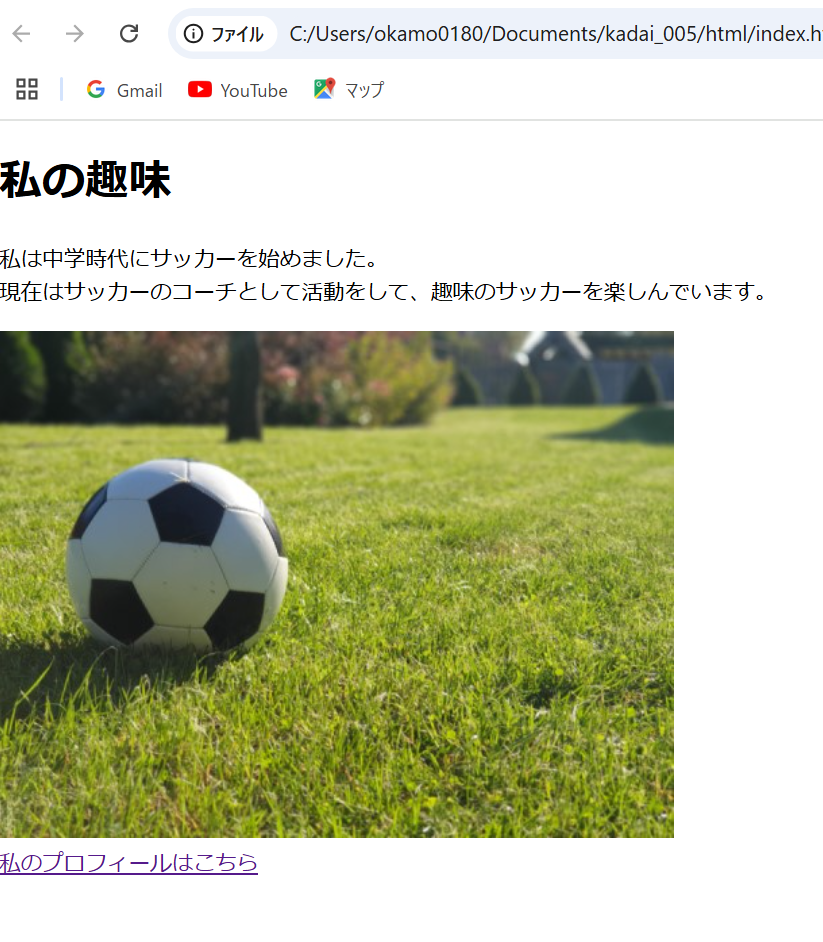 ファイル C:/Users/okamo0180/Documents/kadai_005/html/index.h
Gmail YouTube マップ
私の趣味
私は中学時代にサッカーを始めました。
現在はサッカーのコーチとして活動をして、趣味のサッカーを楽しんでいます。
私のプロフィールはこちら